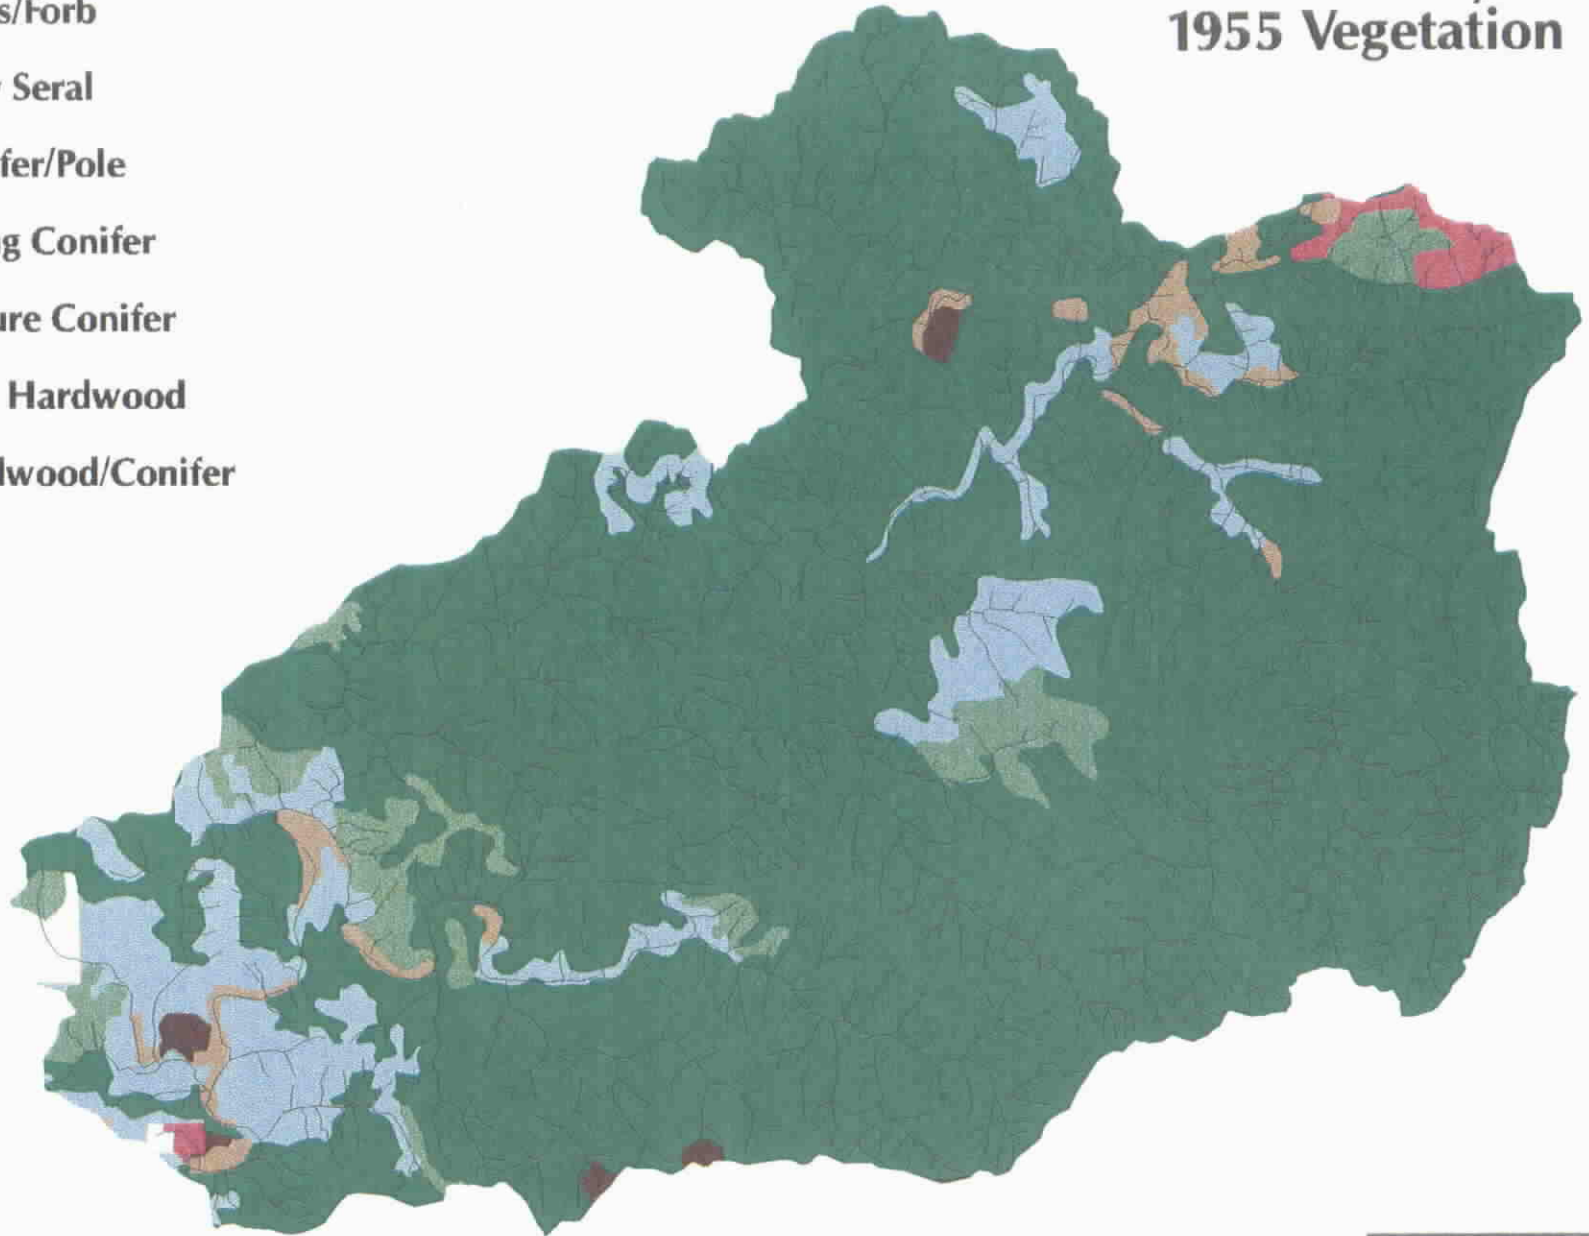 1955 Vegetation
s/Forb
Seral
fer/Pole
g Conifer
ure Conifer
Hardwood
lwood/Conifer